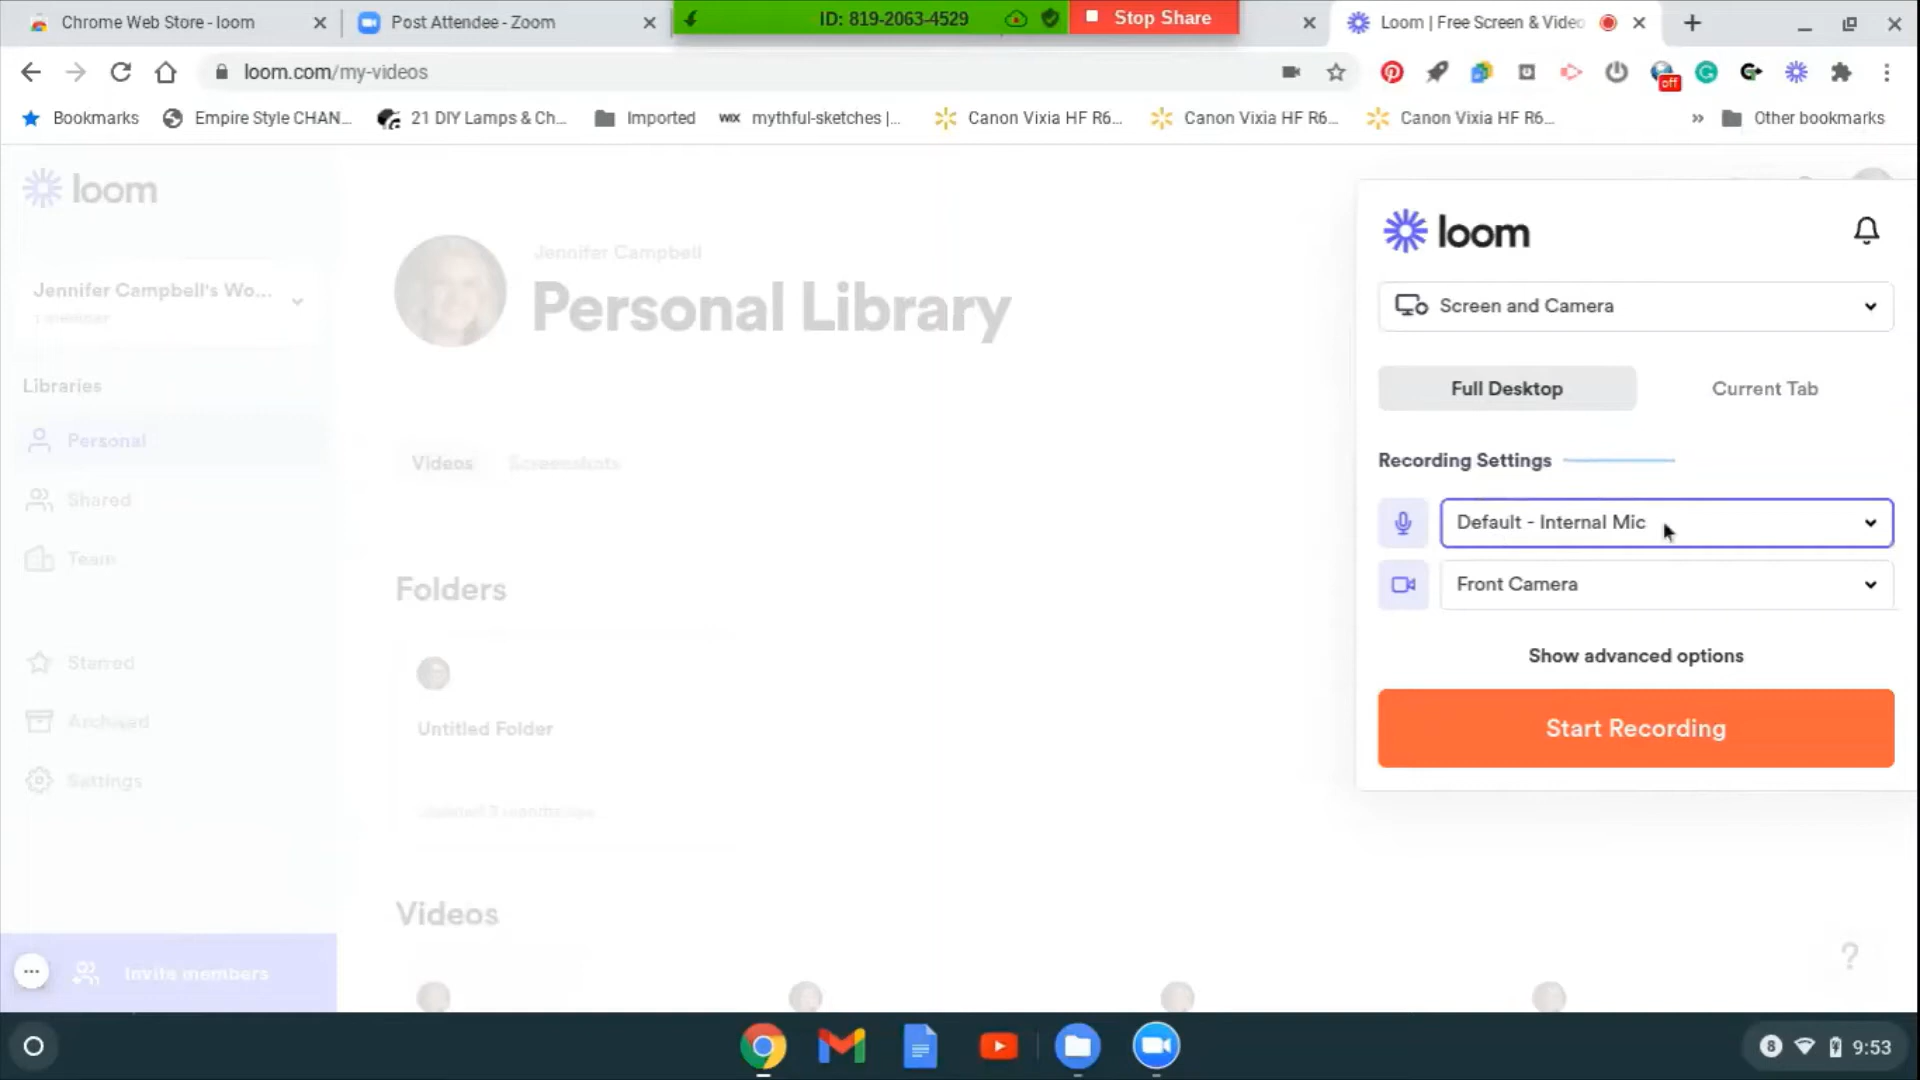 Chrome Web Store - loom
Post Attendee - Zoom
ID: 819-2063-4529
Stop Share
Loom | Free Screen & Video
loom.com/my-videos
off
Bookmarks
Empire Style CHAN...
21 DIY Lamps & Ch...
Imported
WIX mythful-sketches |...
Canon Vixia HF R6...
Canon Vixia HF R6...
Canon Vixia HF R6...
Other bookmarks
loom
Jennifer Campbell's Wo...
Libraries
Personal
Shared
Team
Starred
Archived
Settings
Invite members
Jennifer Campbell
Personal Library
Videos
Screenshots
Folders
Untitled Folder
Videos
loom
Screen and Camera
Full Desktop
Current Tab
Recording Settings
Default - Internal Mic
Front Camera
Show advanced options
Start Recording
?
8
9:53